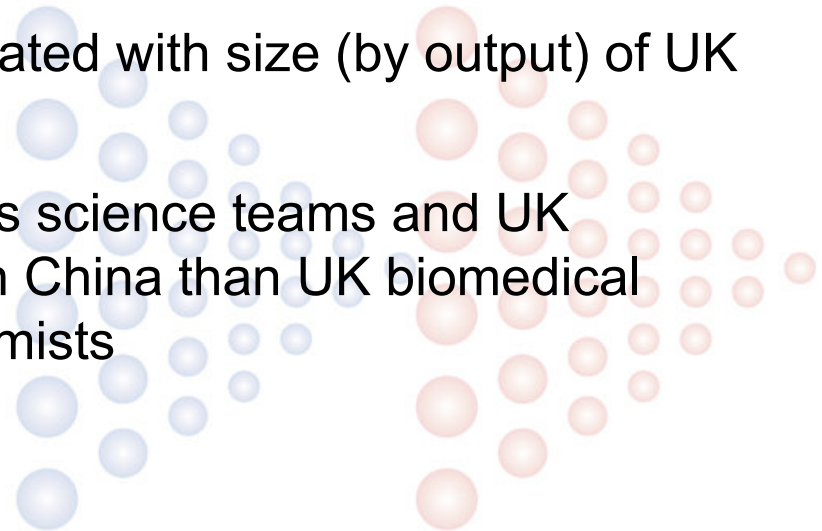 ated with size (by output) of UK
s science teams and UK
n China than UK biomedical
mists